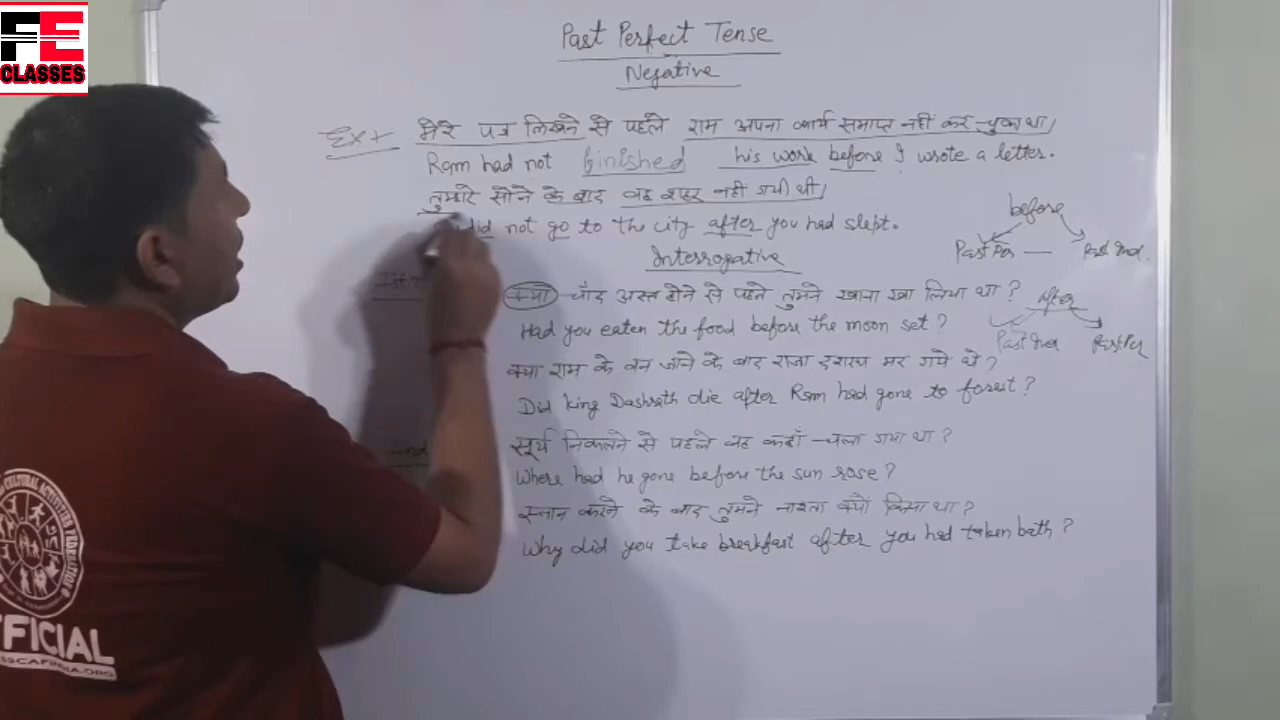 FE
CLASSES
Past Perfect Tense
Negative
Ex+ मेरे पत्र लिखने से पहले राम अपना कार्य समाप्त नहीं कर चुका था।
Ram had not finished his work before I wrote a letter.
तुम्हारे सोने के बाद वह शहर नहीं गयी थी।
did not go to the city after you had slept.
before
Past Per Past Ind.
Interrogative
क्या चाँद अस्त होने से पहले तुमने खाना खा लिया था ?
After
Had you eaten the food before the moon set ?
Past Ind Past Per
क्या राम के वन जाने के बाद राजा दशरथ मर गये थे ?
Did king Dashrath die after Ram had gone to forest ?
सूर्य निकलने से पहले वह कहाँ चला गया था ?
Where had he gone before the sun rose ?
स्नान करने के बाद तुमने नाश्ता क्यों किया था ?
Why did you take breakfast after you had taken bath ?
CULTURAL ACTIVITIES
FFICIAL